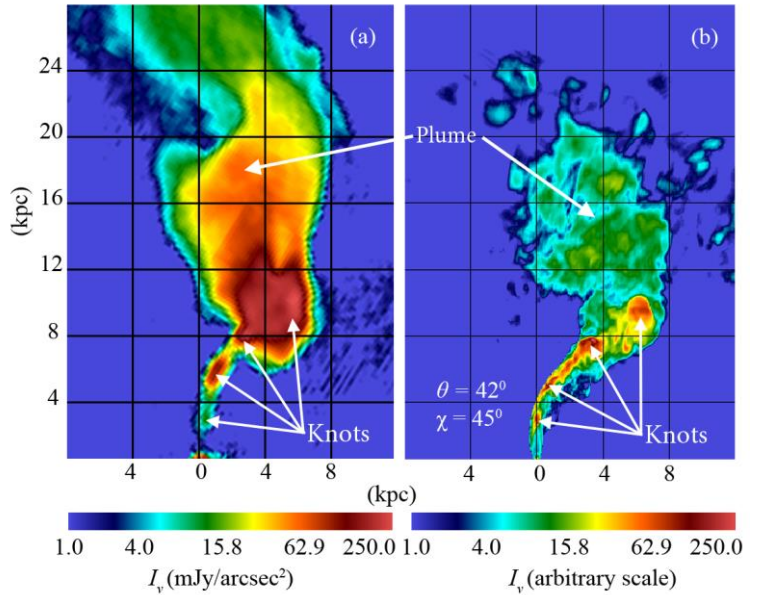 (a)
(b)
24
20
16
12
8
4
(kpc)
Plume
Knots
θ = 42⁰
χ = 45⁰
Knots
4 0 4 8
4 0 4 8
(kpc)
1.0 4.0 15.8 62.9 250.0
1.0 4.0 15.8 62.9 250.0
I_ν (mJy/arcsec²)
I_ν (arbitrary scale)